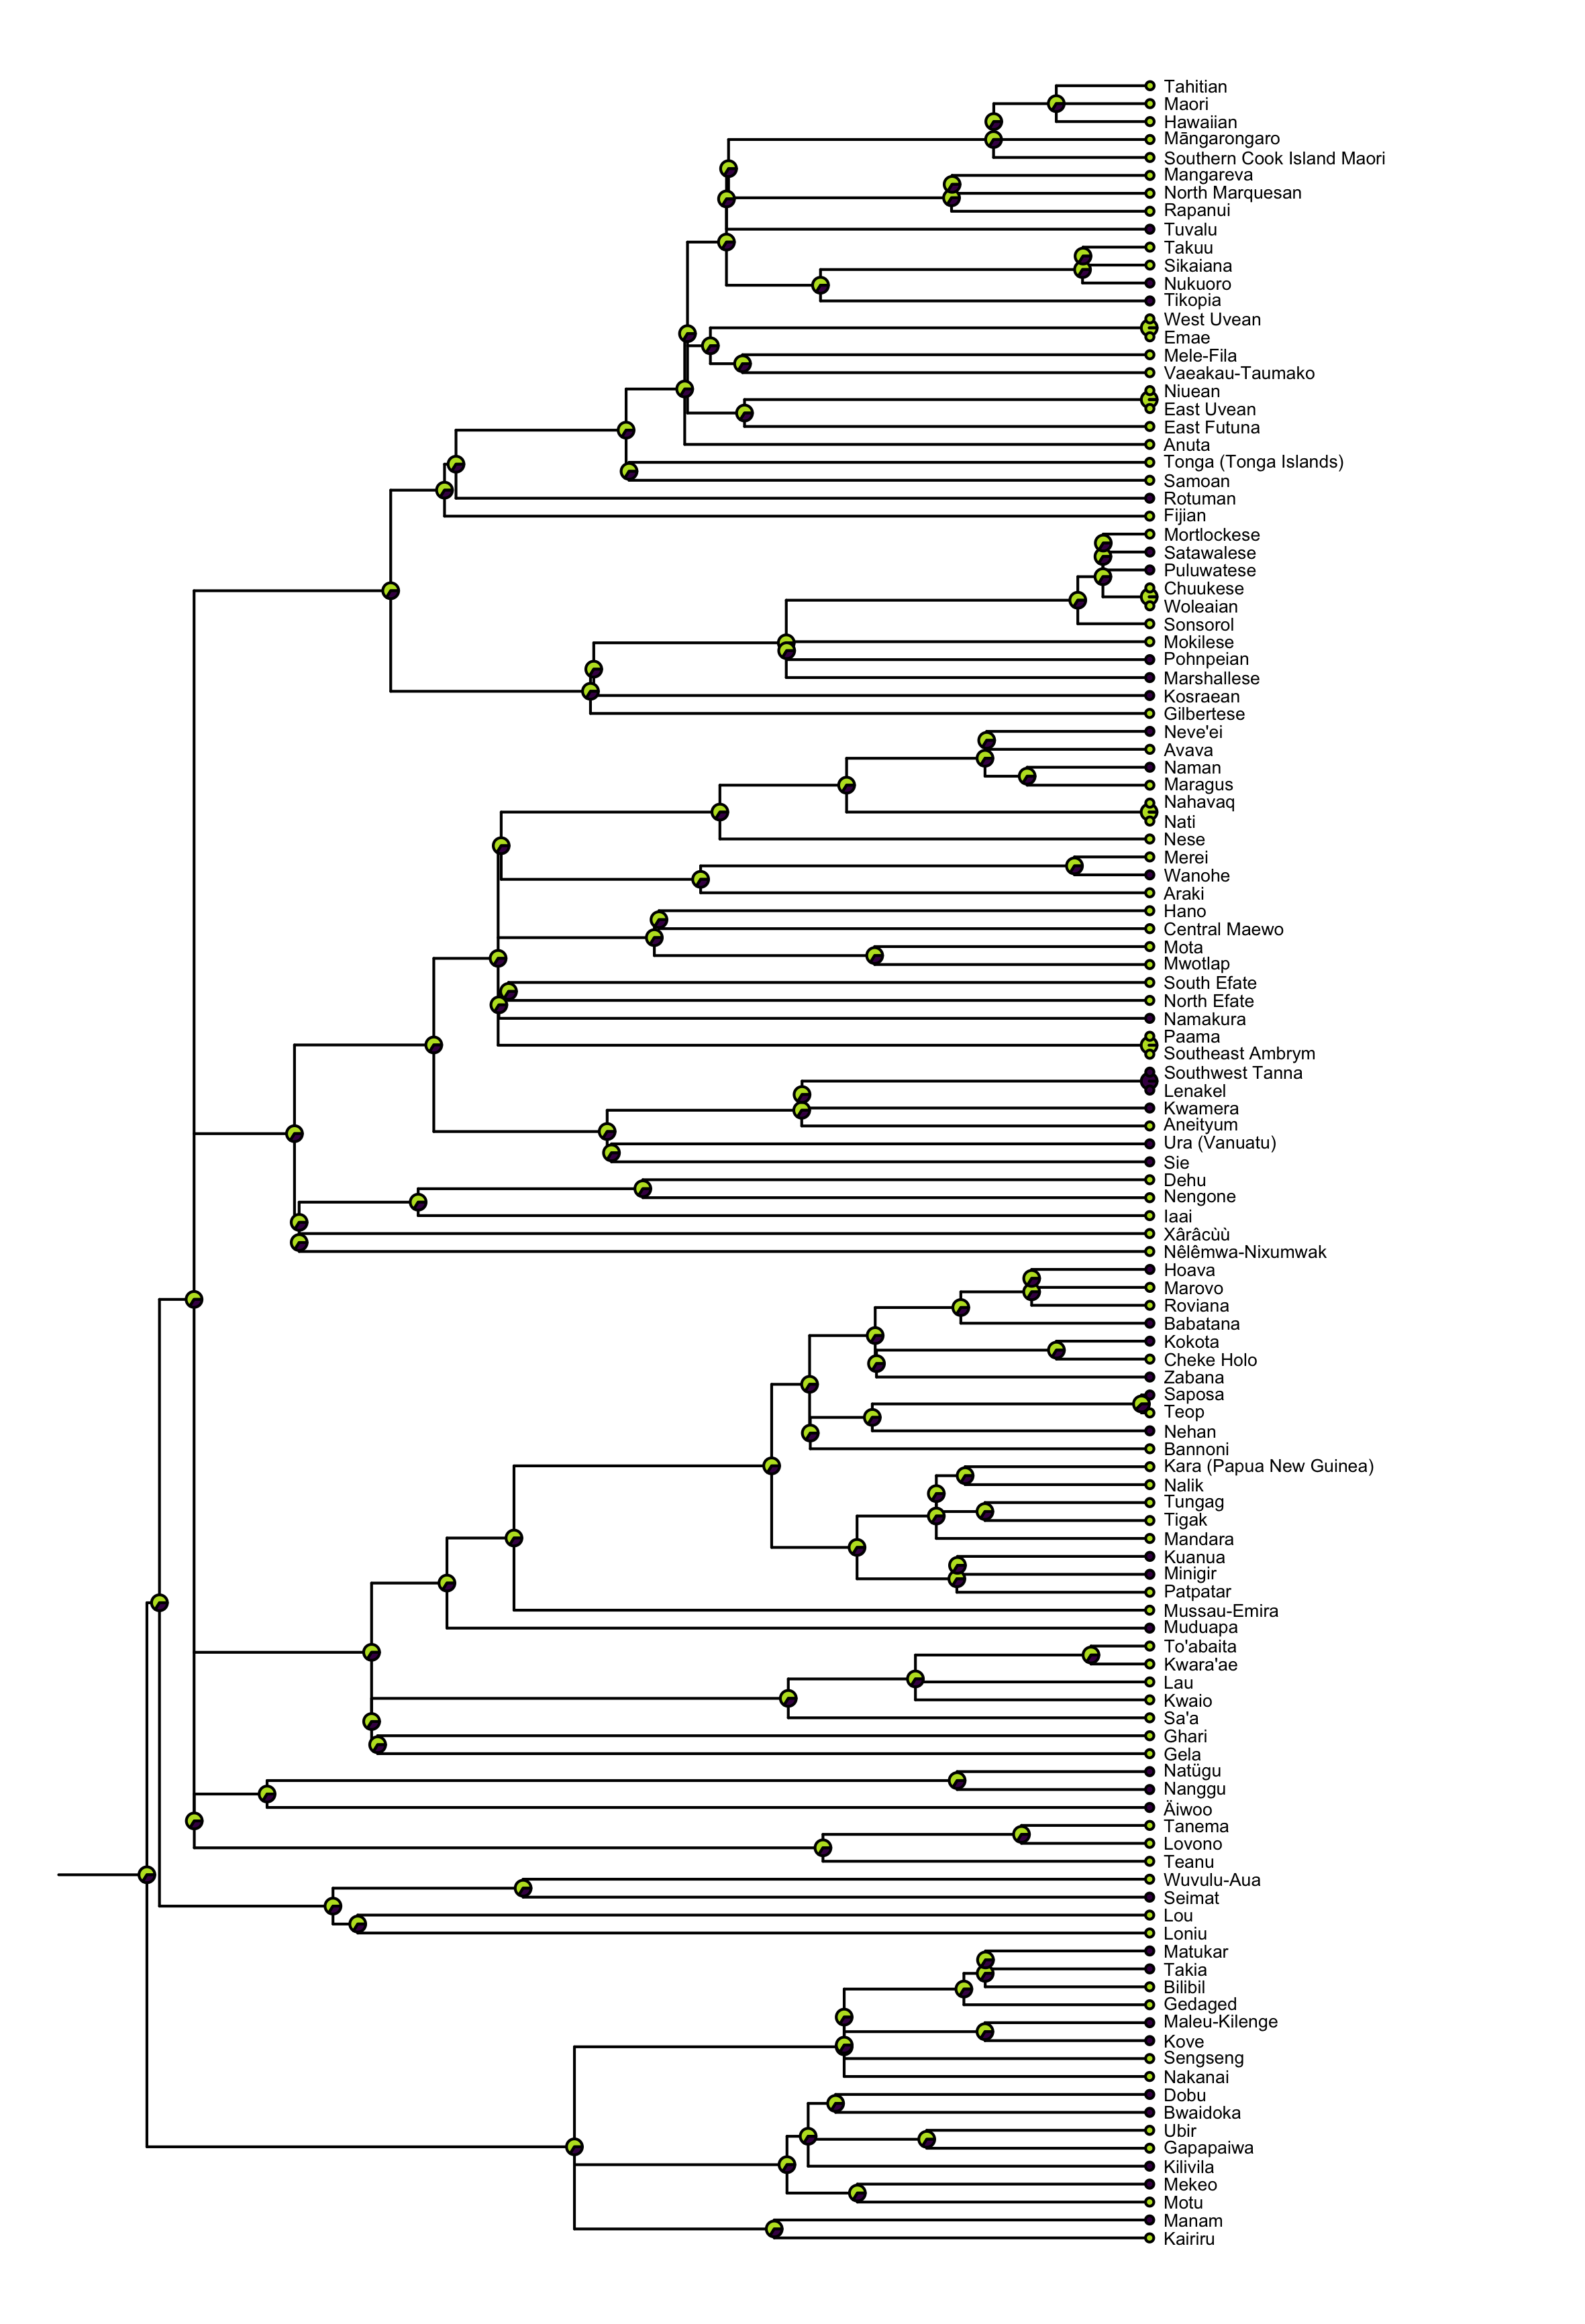 Tahitian
Maori
Hawaiian
Māngarongaro
Southern Cook Island Maori
Mangareva
North Marquesan
Rapanui
Tuvalu
Takuu
Sikaiana
Nukuoro
Tikopia
West Uvean
Emae
Mele-Fila
Vaeakau-Taumako
Niuean
East Uvean
East Futuna
Anuta
Tonga (Tonga Islands)
Samoan
Rotuman
Fijian
Mortlockese
Satawalese
Puluwatese
Chuukese
Woleaian
Sonsorol
Mokilese
Pohnpeian
Marshallese
Kosraean
Gilbertese
Neve'ei
Avava
Naman
Maragus
Nahavaq
Nati
Nese
Merei
Wanohe
Araki
Hano
Central Maewo
Mota
Mwotlap
South Efate
North Efate
Namakura
Paama
Southeast Ambrym
Southwest Tanna
Lenakel
Kwamera
Aneityum
Ura (Vanuatu)
Sie
Dehu
Nengone
Iaai
Xârâcùù
Nêlêmwa-Nixumwak
Hoava
Marovo
Roviana
Babatana
Kokota
Cheke Holo
Zabana
Saposa
Teop
Nehan
Bannoni
Kara (Papua New Guinea)
Nalik
Tungag
Tigak
Mandara
Kuanua
Minigir
Patpatar
Mussau-Emira
Muduapa
To'abaita
Kwara'ae
Lau
Kwaio
Sa'a
Ghari
Gela
Natügu
Nanggu
Äiwoo
Tanema
Lovono
Teanu
Wuvulu-Aua
Seimat
Lou
Loniu
Matukar
Takia
Bilibil
Gedaged
Maleu-Kilenge
Kove
Sengseng
Nakanai
Dobu
Bwaidoka
Ubir
Gapapaiwa
Kilivila
Mekeo
Motu
Manam
Kairiru